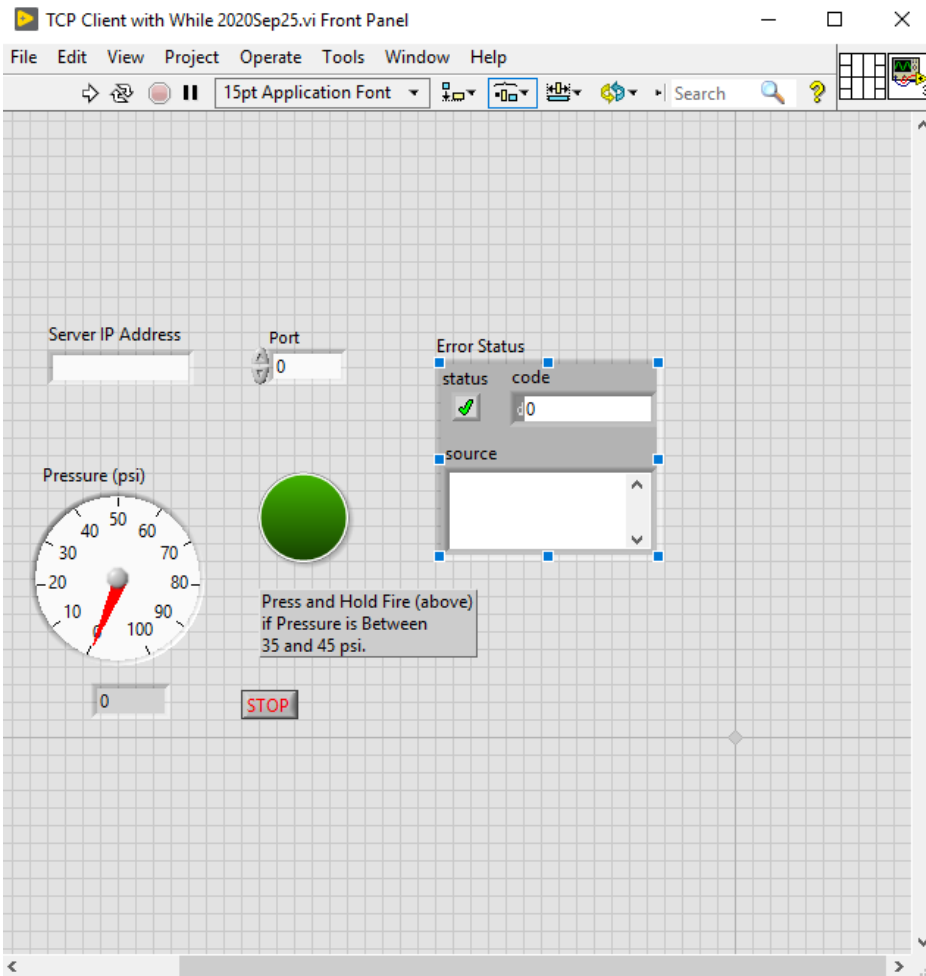 TCP Client with While 2020Sep25.vi Front Panel
File Edit View Project Operate Tools Window Help
15pt Application Font
Search
Server IP Address
Port
0
Error Status
status code
d 0
source
Pressure (psi)
0
10
20
30
40
50
60
70
80
90
100
0
Press and Hold Fire (above)
if Pressure is Between
35 and 45 psi.
STOP